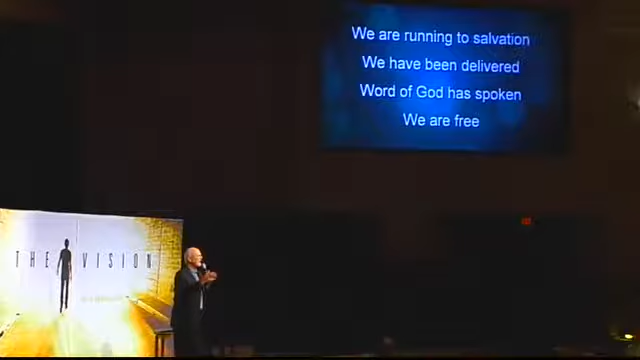 We are running to salvation
We have been delivered
Word of God has spoken
We are free
THE VISION